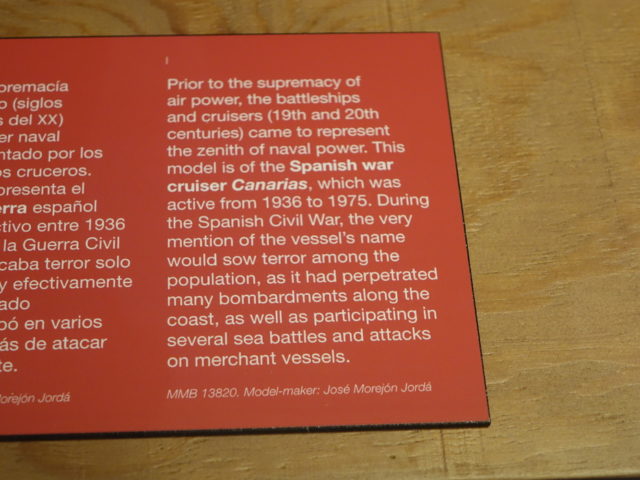 oremacía
o (siglos
s del XX)
er naval
ntado por los
os cruceros.
presenta el
erra español
ctivo entre 1936
la Guerra Civil
caba terror solo
y efectivamente
ado
pó en varios
ás de atacar
te.
Morejón Jordá
Prior to the supremacy of
air power, the battleships
and cruisers (19th and 20th
centuries) came to represent
the zenith of naval power. This
model is of the Spanish war
cruiser Canarias, which was
active from 1936 to 1975. During
the Spanish Civil War, the very
mention of the vessel's name
would sow terror among the
population, as it had perpetrated
many bombardments along the
coast, as well as participating in
several sea battles and attacks
on merchant vessels.
MMB 13820. Model-maker: José Morejón Jordá